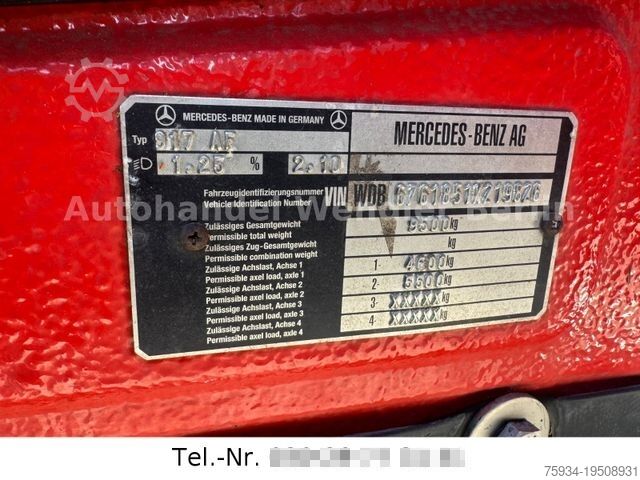 MERCEDES-BENZ MADE IN GERMANY
MERCEDES-BENZ AG
Typ 917 AF
1.25 % 2.10
Fahrzeugidentifizierungsnummer
Vehicle Identification Number VIN WDB
Autohandel
Zulässiges Gesamtgewicht 9500 kg
Permissible total weight
Zulässiges Zug-Gesamtgewicht kg
Permissible combination weight
Zulässige Achslast, Achse 1 1- 4600 kg
Permissible axel load, axle 1
Zulässige Achslast, Achse 2 2- 5500 kg
Permissible axel load, axle 2
Zulässige Achslast, Achse 3 3- XXXXX kg
Permissible axel load, axle 3
Zulässige Achslast, Achse 4 4- XXXXX kg
Permissible axel load, axle 4
Tel.-Nr.
75934-19508931